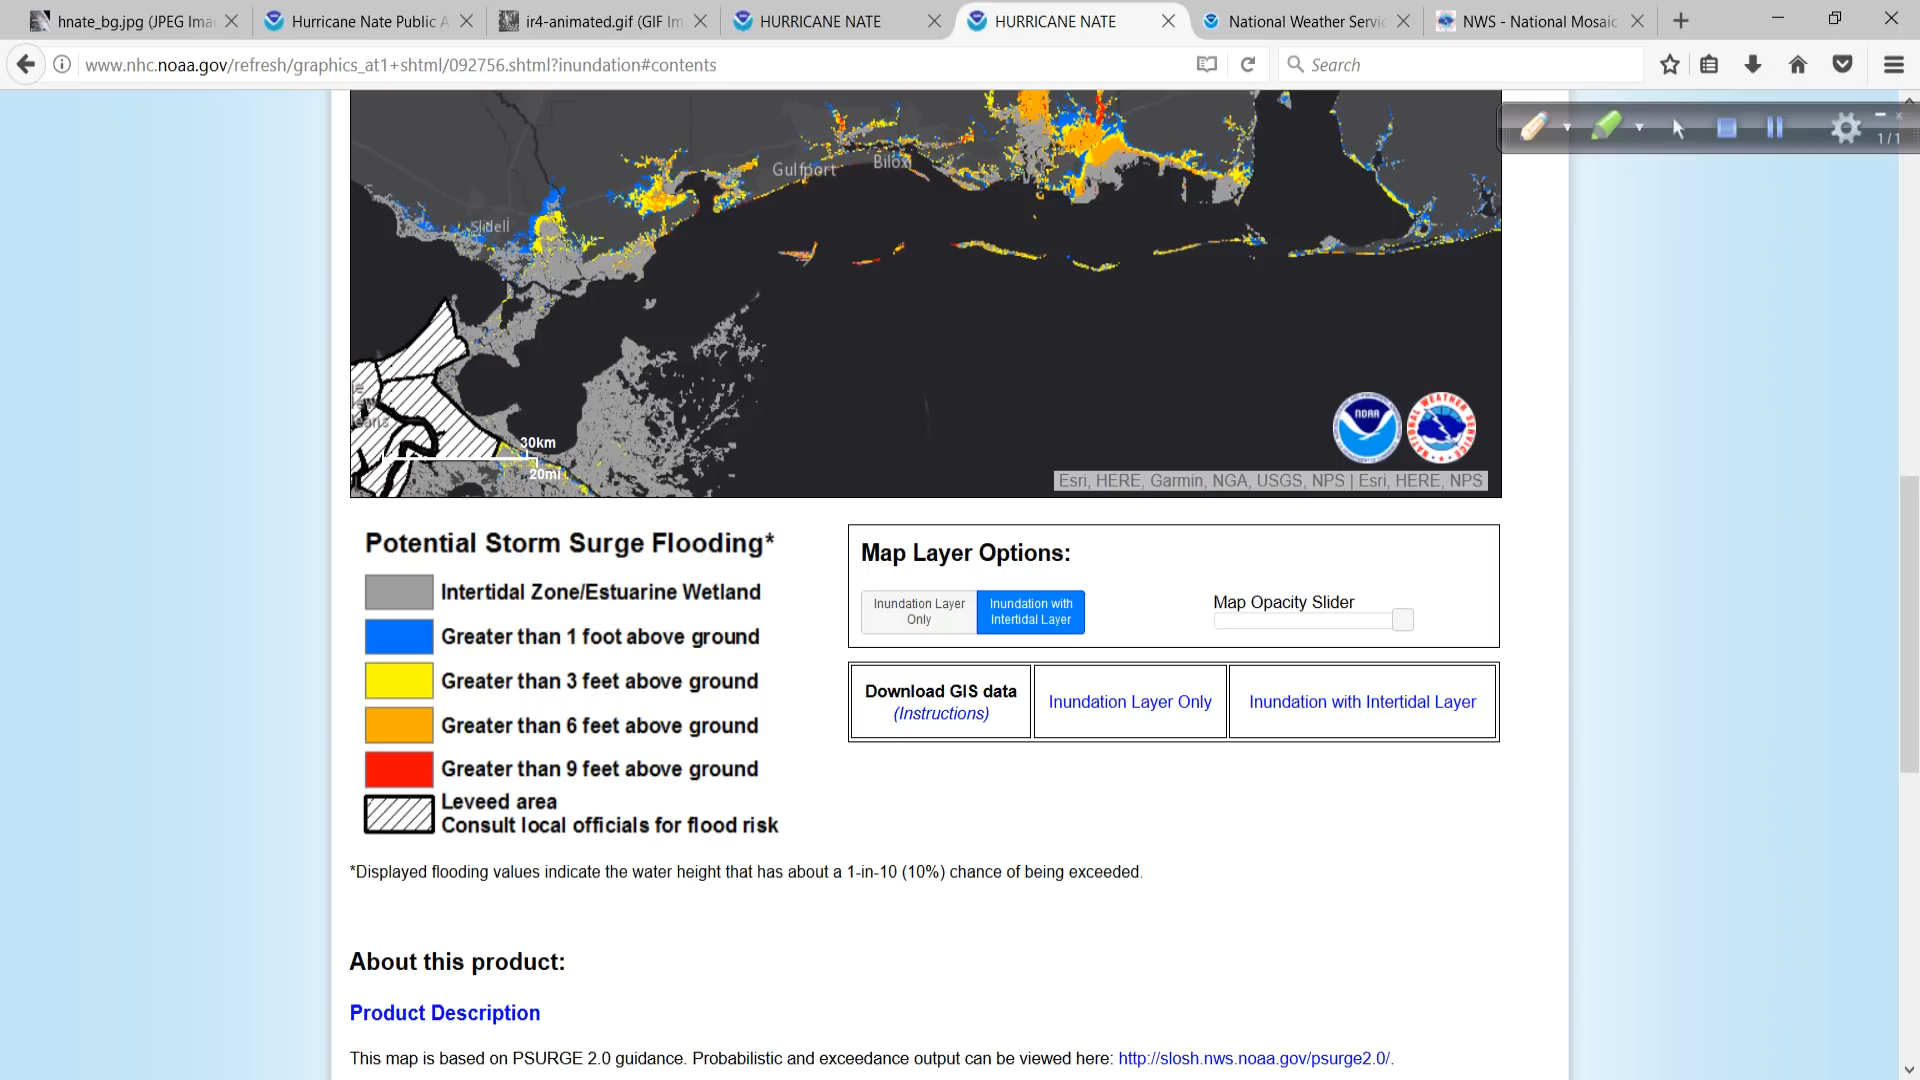 hnate_bg.jpg (JPEG Ima
Hurricane Nate Public A
ir4-animated.gif (GIF Im
HURRICANE NATE
HURRICANE NATE
National Weather Servic
NWS - National Mosaic
www.nhc.noaa.gov/refresh/graphics_at1+shtml/092756.shtml?inundation#contents
Search
1/1
Gulfport
Biloxi
Slidell
30km
20mi
NOAA
Esri, HERE, Garmin, NGA, USGS, NPS | Esri, HERE, NPS
Potential Storm Surge Flooding*
Intertidal Zone/Estuarine Wetland
Greater than 1 foot above ground
Greater than 3 feet above ground
Greater than 6 feet above ground
Greater than 9 feet above ground
Leveed area
Consult local officials for flood risk
Map Layer Options:
Inundation Layer
Only
Inundation with
Intertidal Layer
Map Opacity Slider
Download GIS data
(Instructions)
Inundation Layer Only
Inundation with Intertidal Layer
*Displayed flooding values indicate the water height that has about a 1-in-10 (10%) chance of being exceeded.
About this product:
Product Description
This map is based on PSURGE 2.0 guidance. Probabilistic and exceedance output can be viewed here: http://slosh.nws.noaa.gov/psurge2.0/.